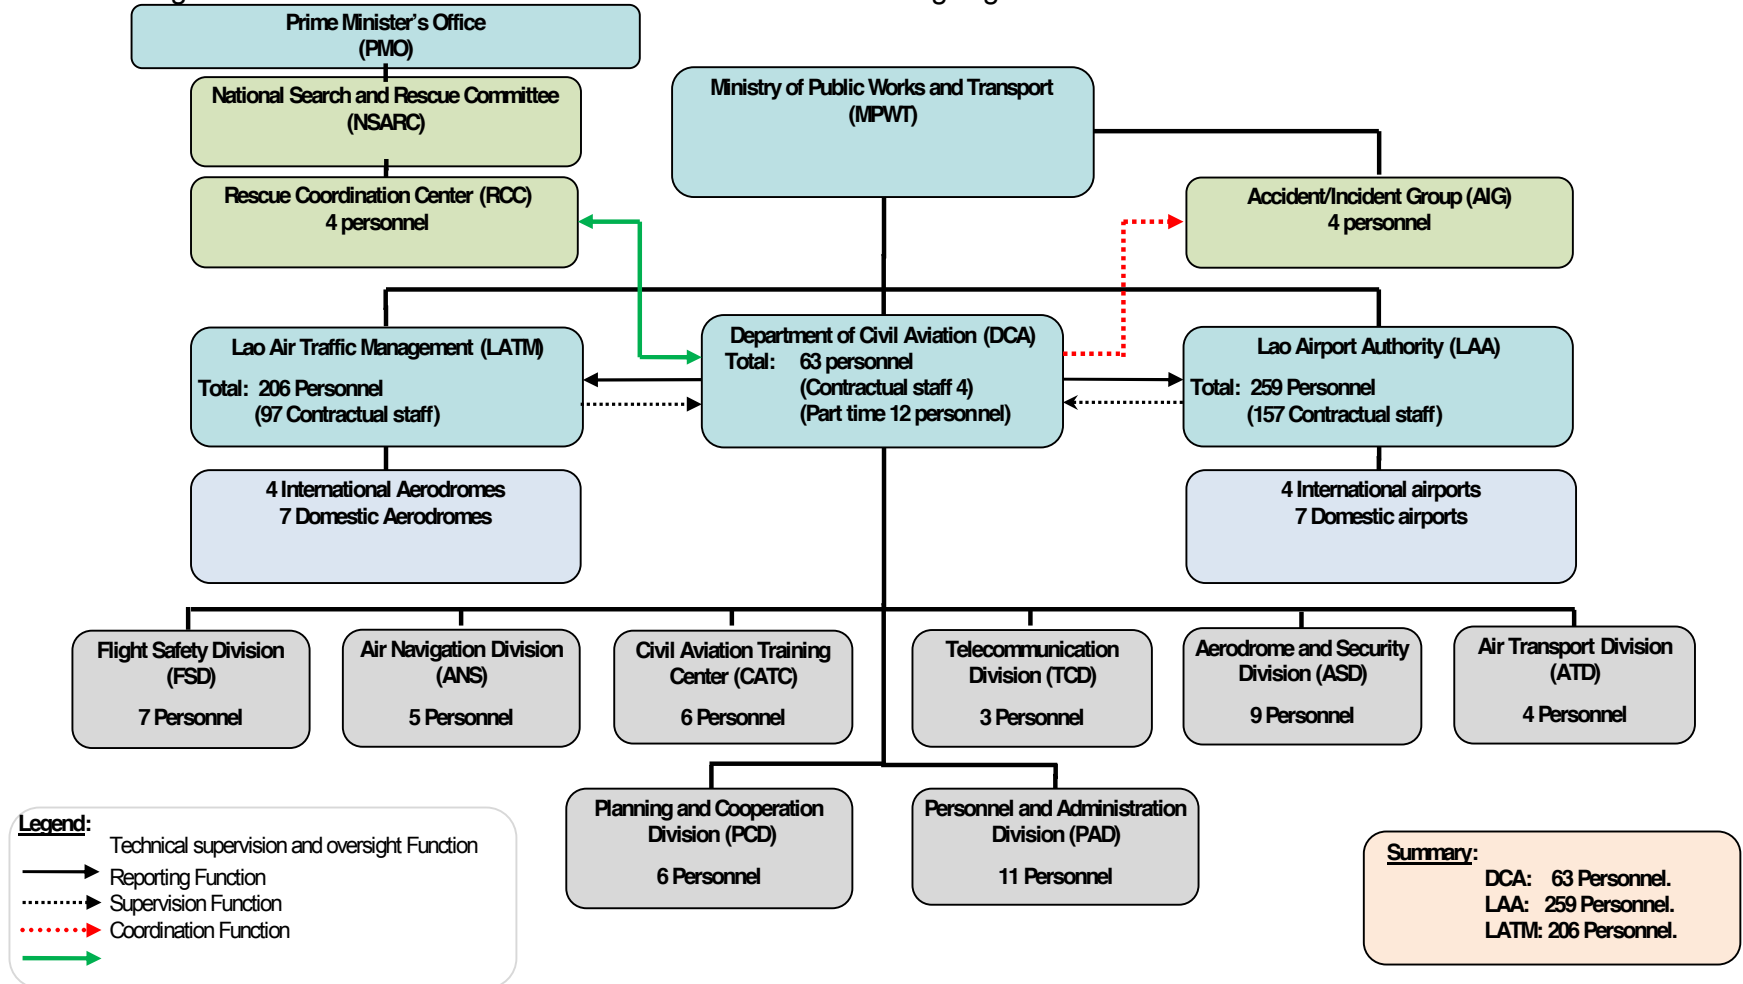 Prime Minister's Office
(PMO)
National Search and Rescue Committee
(NSARC)
Ministry of Public Works and Transport
(MPWT)
Rescue Coordination Center (RCC)
4 personnel
Accident/Incident Group (AIG)
4 personnel
Lao Air Traffic Management (LATM)
Total: 206 Personnel
(97 Contractual staff)
Department of Civil Aviation (DCA)
Total: 63 personnel
(Contractual staff 4)
(Part time 12 personnel)
Lao Airport Authority (LAA)
Total: 259 Personnel
(157 Contractual staff)
4 International Aerodromes
7 Domestic Aerodromes
4 International airports
7 Domestic airports
Flight Safety Division
(FSD)
7 Personnel
Air Navigation Division
(ANS)
5 Personnel
Civil Aviation Training
Center (CATC)
6 Personnel
Telecommunication
Division (TCD)
3 Personnel
Aerodrome and Security
Division (ASD)
9 Personnel
Air Transport Division
(ATD)
4 Personnel
Planning and Cooperation
Division (PCD)
6 Personnel
Personnel and Administration
Division (PAD)
11 Personnel
Legend:
Technical supervision and oversight Function
Reporting Function
Supervision Function
Coordination Function
Summary:
DCA: 63 Personnel.
LAA: 259 Personnel.
LATM: 206 Personnel.